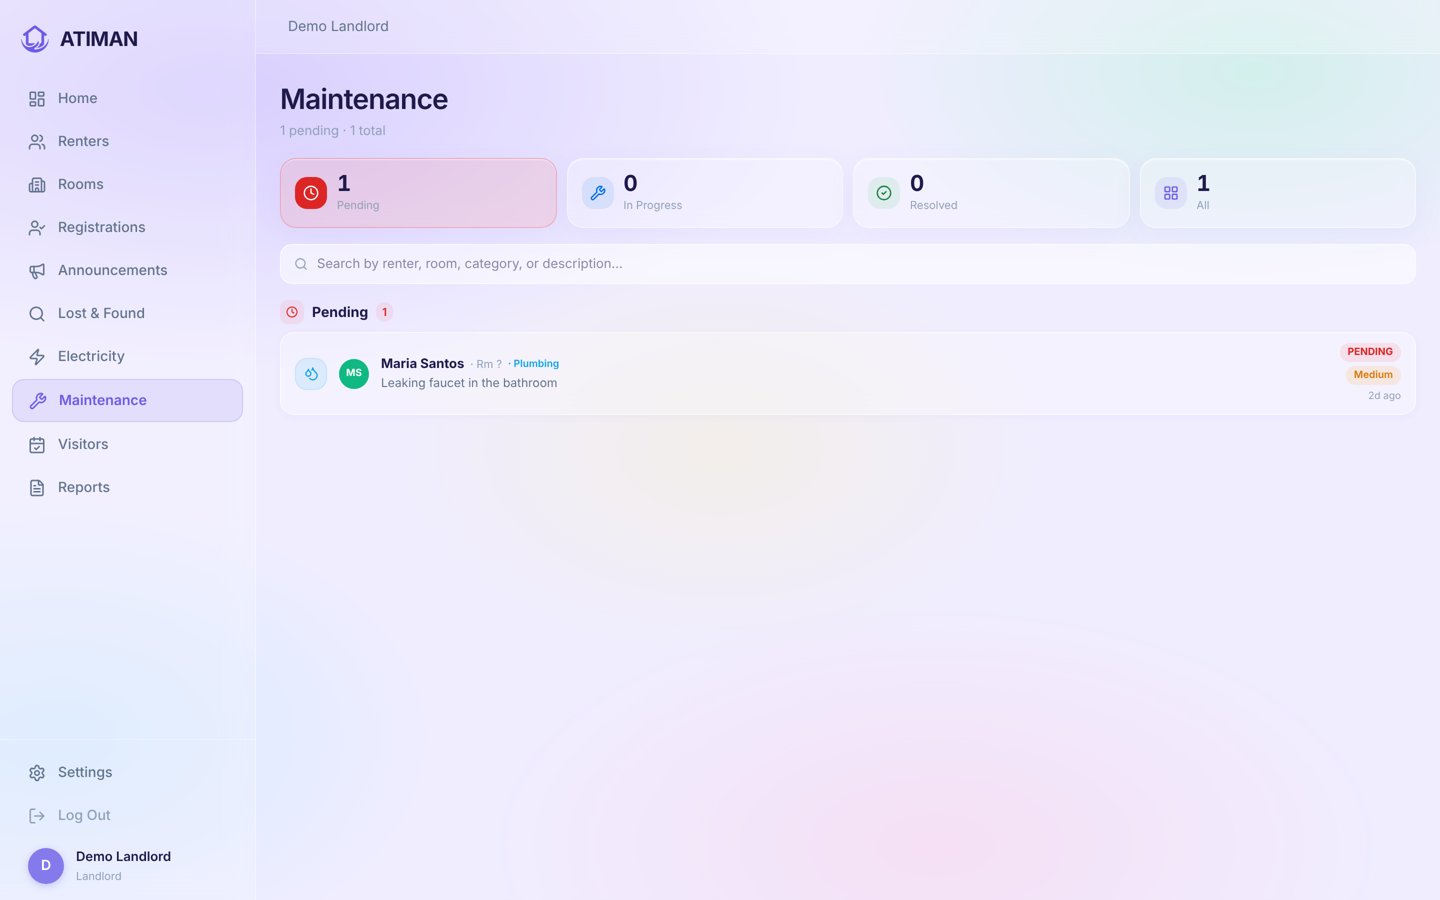 ATIMAN
Home
Renters
Rooms
Registrations
Announcements
Lost & Found
Electricity
Maintenance
Visitors
Reports
Settings
Log Out
D
Demo Landlord
Landlord
Demo Landlord
Maintenance
1 pending · 1 total
1
Pending
0
In Progress
0
Resolved
1
All
Search by renter, room, category, or description...
Pending 1
MS
Maria Santos · Rm ? · Plumbing
Leaking faucet in the bathroom
PENDING
Medium
2d ago